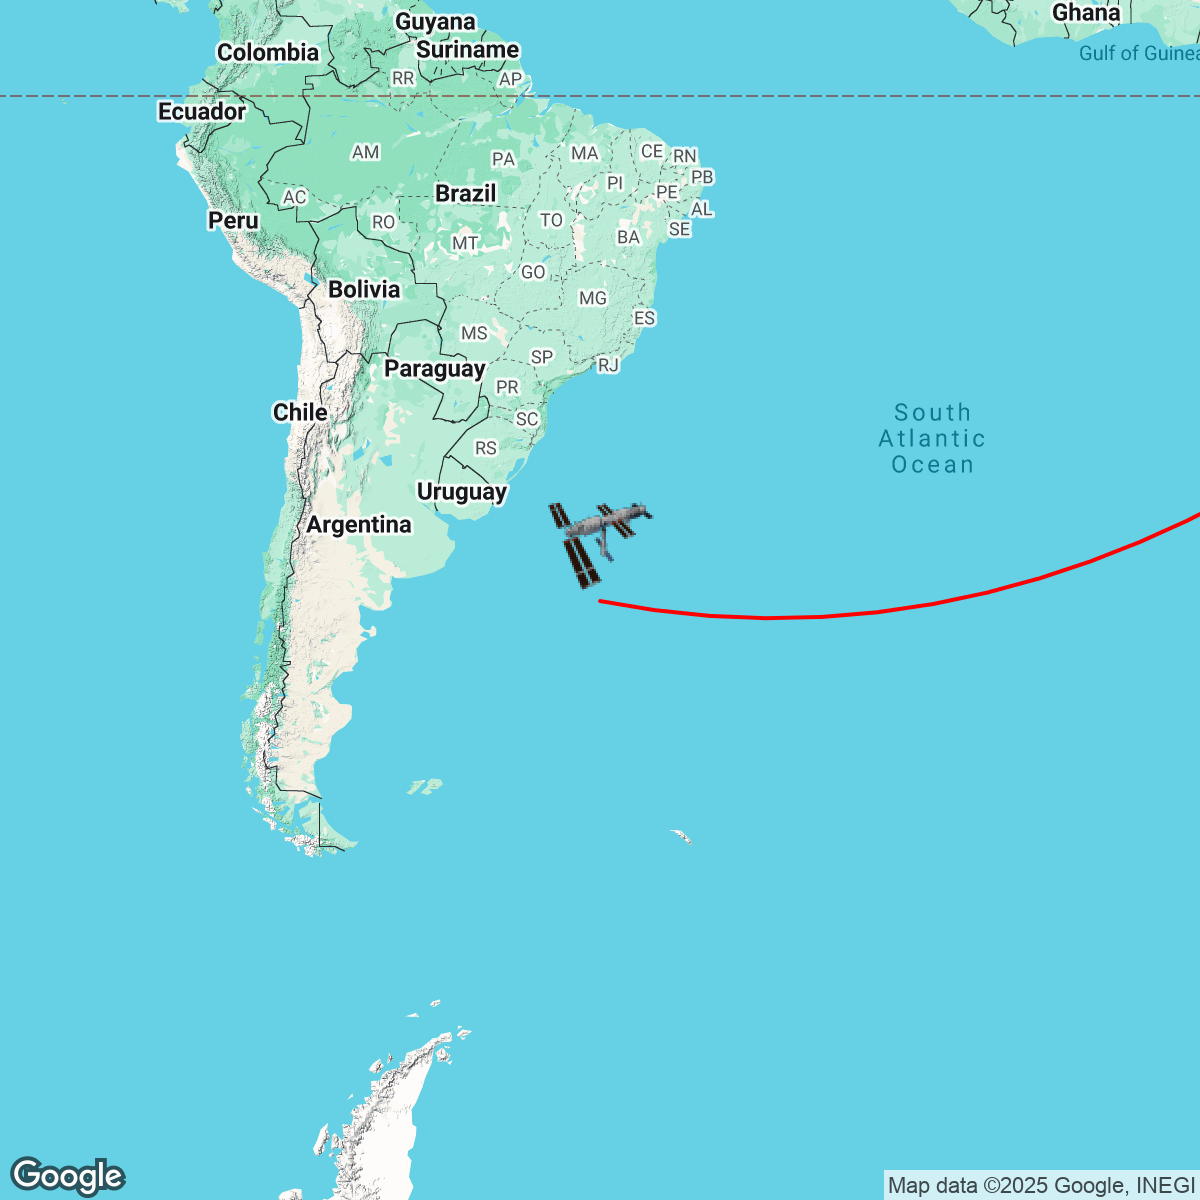 Guyana
Ghana
Colombia
Suriname
Gulf of Guinea
RR
AP
Ecuador
AM
PA
MA
CE
RN
PI
PB
AC
Brazil
PE
AL
Peru
RO
TO
SE
MT
BA
GO
Bolivia
MG
ES
MS
SP
RJ
Paraguay
PR
Chile
SC
South
Atlantic
Ocean
RS
Uruguay
Argentina
Google
Map data ©2025 Google, INEGI